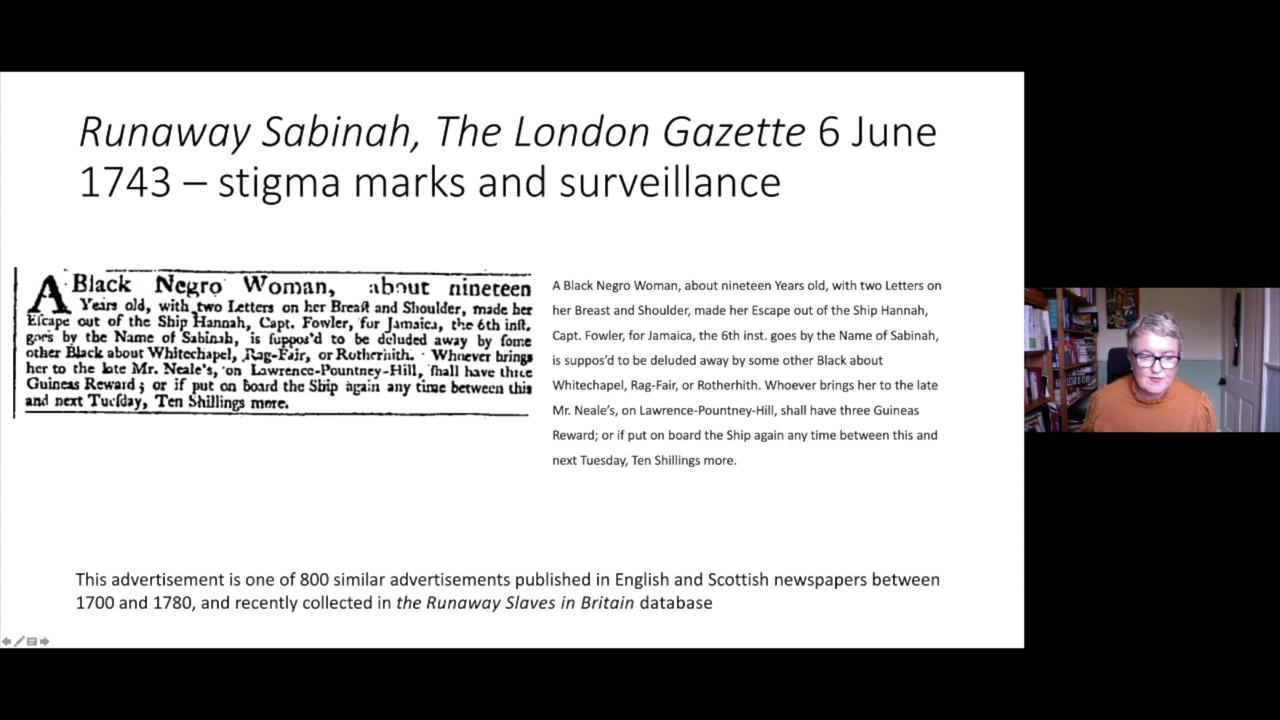 Runaway Sabinah, The London Gazette 6 June
1743 – stigma marks and surveillance
A Black Negro Woman, about nineteen
Years old, with two Letters on her Breaſt and Shoulder, made her
Eſcape out of the Ship Hannah, Capt. Fowler, for Jamaica, the 6th inſt.
goes by the Name of Sabinah, is ſuppos'd to be deluded away by ſome
other Black about Whitechapel, Rag-Fair, or Rotherhith. Whoever brings
her to the late Mr. Neale's, on Lawrence-Pountney-Hill, ſhall have three
Guineas Reward; or if put on board the Ship again any time between this
and next Tueſday, Ten Shillings more.
A Black Negro Woman, about nineteen Years old, with two Letters on
her Breast and Shoulder, made her Escape out of the Ship Hannah,
Capt. Fowler, for Jamaica, the 6th inst. goes by the Name of Sabinah,
is suppos'd to be deluded away by some other Black about
Whitechapel, Rag-Fair, or Rotherhith. Whoever brings her to the late
Mr. Neale's, on Lawrence-Pountney-Hill, shall have three Guineas
Reward; or if put on board the Ship again any time between this and
next Tuesday, Ten Shillings more.
This advertisement is one of 800 similar advertisements published in English and Scottish newspapers between
1700 and 1780, and recently collected in the Runaway Slaves in Britain database